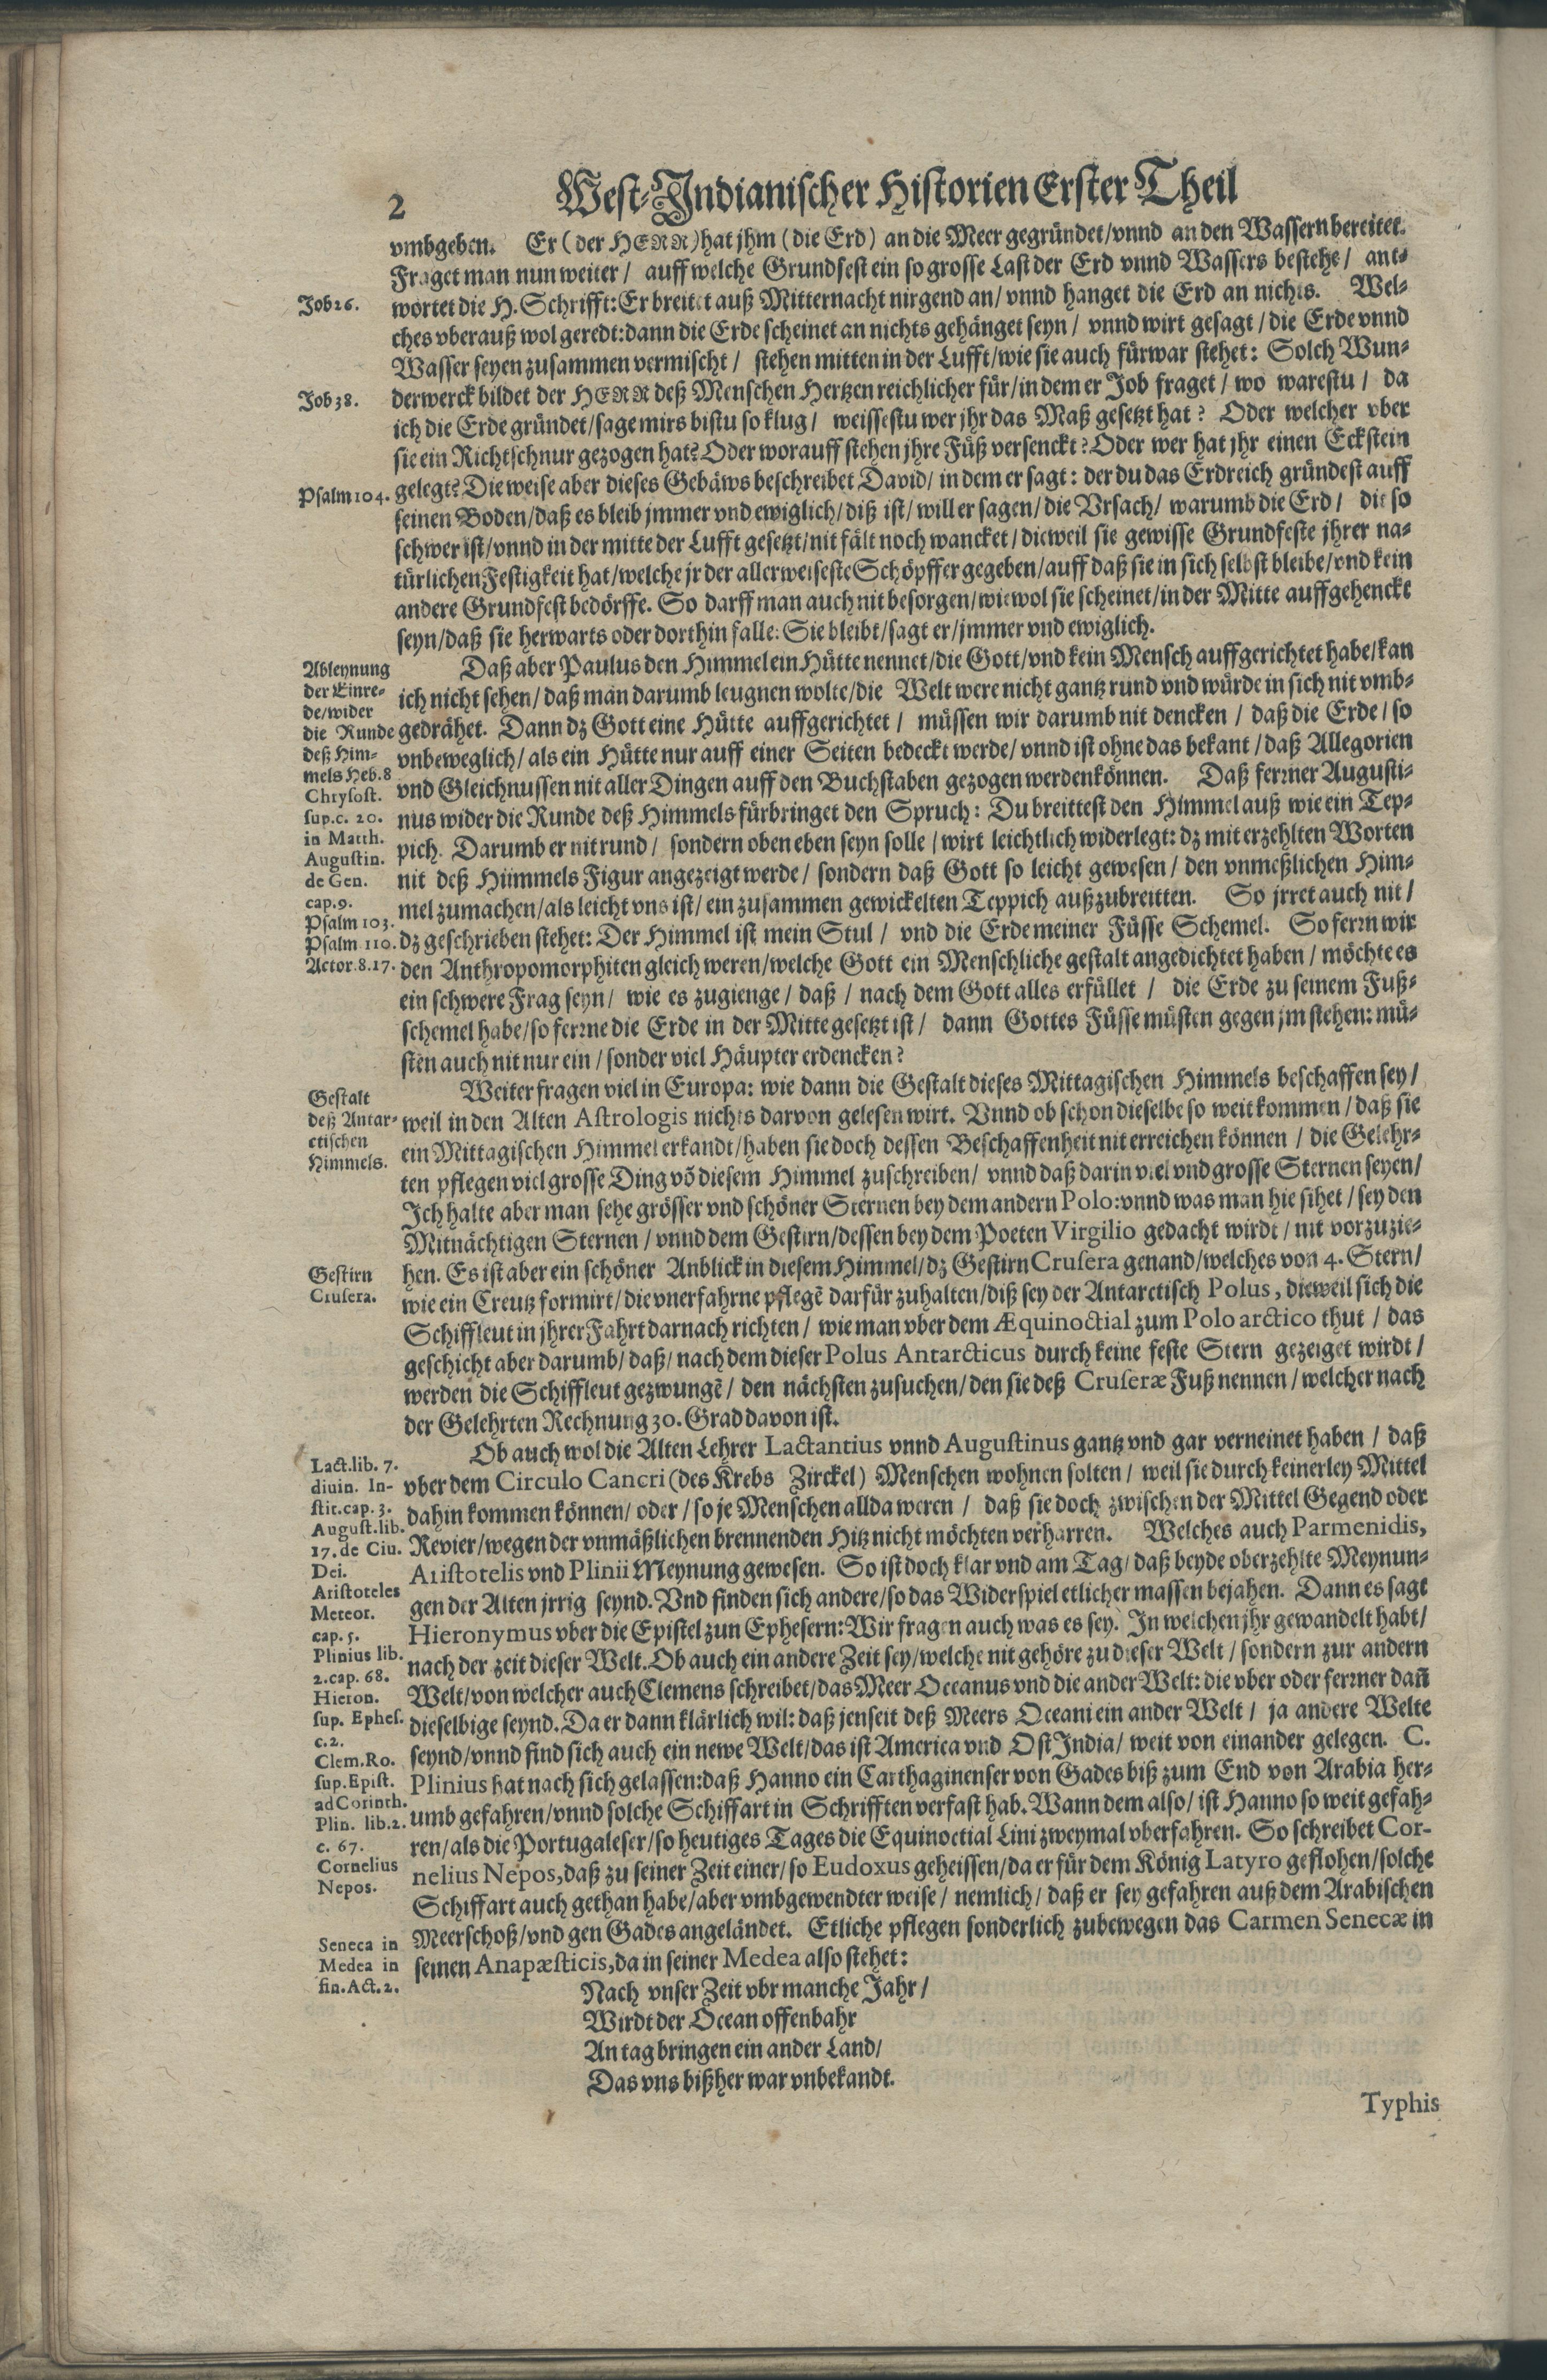 2
West-Indianischer Historien Erster Theil
vmbgeben. Er (der HERR) hat jhm (die Erd) an die Meer gegründet/vnnd an den Wassern bereitet.
Fraget man nun weiter/ auff welche Grundfest ein so grosse Last der Erd vnnd Wassers bestehe/ ant-
wortet die H. Schrifft: Er breitet auß Mitternacht nirgend an/ vnnd hanget die Erd an nichts. Wel-
ches vberauß wol geredt: dann die Erde scheinet an nichts gehänget seyn/ vnnd wirt gesagt/ die Erde vnnd
Wasser seyen zusammen vermischt/ stehen mitten in der Lufft/wie sie auch fürwar stehet: Solch Wun-
derwerck bildet der HERR deß Menschen Hertzen reichlicher für/in dem er Job fraget/ wo warestu/ da
ich die Erde gründet/sage mirs bistu so klug/ weissestu wer jhr das Maß gesetzt hat? Oder welcher vber
sie ein Richtschnur gezogen hat? Oder worauff stehen jhre Füß versenckt? Oder wer hat jhr einen Eckstein
gelegt? Die weise aber dieses Gebäws beschreibet David/ in dem er sagt: der du das Erdreich gründest auff
seinen Boden/daß es bleib jmmer vnd ewiglich/diß ist/will er sagen/die Vrsach/ warumb die Erd/ die so
schwer ist/vnnd in der mitte der Lufft gesetzt/nit fält noch wancket/dieweil sie gewisse Grundfeste jhrer na-
türlichen Festigkeit hat/welche jr der allerweiseste Schöpffer gegeben/auff daß sie in sich selbst bleibe/vnd kein
andere Grundfest bedörffe. So darff man auch nit besorgen/wiewol sie scheinet/in der Mitte auffgehenckt
seyn/daß sie herwarts oder dorthin falle: Sie bleibt/sagt er/jmmer vnd ewiglich.
Daß aber Paulus den Himmel ein Hütte nennet/die Gott/vnd kein Mensch auffgerichtet habe/kan
ich nicht sehen/daß man darumb leugnen wolte/die Welt were nicht gantz rund vnd würde in sich nit vmb-
gedrähet. Dann dz Gott eine Hütte auffgerichtet/ müssen wir darumb nit dencken/ daß die Erde/ so
vnbeweglich/als ein Hütte nur auff einer Seiten bedeckt werde/vnnd ist ohne das bekant/daß Allegorien
vnd Gleichnussen nit aller Dingen auff den Buchstaben gezogen werden können. Daß ferrner Augusti-
nus wider die Runde deß Himmels fürbringet den Spruch: Du breittest den Himmel auß wie ein Tep-
pich. Darumb er nit rund/ sondern oben eben seyn solle/wirt leichtlich widerlegt: dz mit erzehlten Worten
nit deß Hiimmels Figur angezeigt werde/ sondern daß Gott so leicht gewesen/ den vnmeßlichen Him-
mel zumachen/als leicht vns ist/ein zusammen gewickelten Teppich außzubreitten. So jrret auch nit/
dz geschrieben stehet: Der Himmel ist mein Stul/ vnd die Erde meiner Füsse Schemel. So ferrn wir
den Anthropomorphiten gleich weren/welche Gott ein Menschliche gestalt angedichtet haben/ möchte es
ein schwere Frag seyn/ wie es zugienge/ daß/ nach dem Gott alles erfüllet/ die Erde zu seinem Fuß-
schemel habe/so ferrne die Erde in der Mitte gesetzt ist/ dann Gottes Füsse müsten gegen jm stehen: mü-
sten auch nit nur ein/sonder viel Häupter erdencken?
Weiter fragen viel in Europa: wie dann die Gestalt dieses Mittagischen Himmels beschaffen sey/
weil in den Alten Astrologis nichts darvon gelesen wirt. Vnnd ob schon dieselbe so weit kommen/daß sie
ein Mittagischen Himmel erkandt/haben sie doch dessen Beschaffenheit nit erreichen können/ die Gelehr-
ten pflegen viel grosse Ding võ diesem Himmel zuschreiben/ vnnd daß darin viel vnd grosse Sternen seyen/
Ich halte aber man sehe grösser vnd schöner Sternen bey dem andern Polo: vnnd was man hie sihet/sey den
Mitnächtigen Sternen/vnnd dem Gestirn/dessen bey dem Poeten Virgilio gedacht wirdt/nit vorzuzie-
hen. Es ist aber ein schöner Anblick in diesem Himmel/dz Gestirn Crusera genand/welches von 4. Stern/
wie ein Creutz formirt/die vnerfahrne pflegẽ darfür zuhalten/diß sey der Antarctisch Polus, dieweil sich die
Schiffleut in jhrer Fahrt darnach richten/ wie man vber dem Æquinoctial zum Polo arctico thut/ das
geschicht aber darumb/daß/nach dem dieser Polus Antarcticus durch keine feste Stern gezeiget wirdt/
werden die Schiffleut gezwungẽ/den nächsten zusuchen/den sie deß Cruseræ Fuß nennen/welcher nach
der Gelehrten Rechnung 30. Grad davon ist.
Ob auch wol die Alten Lehrer Lactantius vnnd Augustinus gantz vnd gar verneinet haben/ daß
vber dem Circulo Cancri (des Krebs Zirckel) Menschen wohnen solten/ weil sie durch keinerley Mittel
dahin kommen können/ oder/ so je Menschen allda weren/ daß sie doch zwischen der Mittel Gegend oder
Revier/wegen der vnmäßlichen brennenden Hitz nicht möchten verharren. Welches auch Parmenidis,
Aristotelis vnd Plinii Meynung gewesen. So ist doch klar vnd am Tag/daß beyde oberzehlte Meynun-
gen der Alten jrrig seynd. Vnd finden sich andere/so das Widerspiel etlicher massen bejahen. Dann es sagt
Hieronymus vber die Epistel zun Ephesern: Wir fragen auch was es sey. In welchen jhr gewandelt habt/
nach der zeit dieser Welt. Ob auch ein andere Zeit sey/welche nit gehöre zu dieser Welt/sondern zur andern
Welt/von welcher auch Clemens schreibet/das Meer Oceanus vnd die ander Welt: die vber oder ferrner dañ
dieselbige seynd. Da er dann klärlich wil: daß jenseit deß Meers Oceani ein ander Welt/ ja andere Welte
seynd/vnnd find sich auch ein newe Welt/das ist America vnd Ost India/weit von einander gelegen. C.
Plinius hat nach sich gelassen: daß Hanno ein Carthaginenser von Gades biß zum End von Arabia her-
umb gefahren/vnnd solche Schiffart in Schrifften verfast hab. Wann dem also/ist Hanno so weit gefah-
ren/als die Portugaleser/so heutiges Tages die Equinoctial Lini zweymal vberfahren. So schreibet Cor-
nelius Nepos, daß zu seiner Zeit einer/so Eudoxus geheissen/da er für dem König Latyro geflohen/solche
Schiffart auch gethan habe/aber vmbgewendter weise/ nemlich/ daß er sey gefahren auß dem Arabischen
Meerschoß/vnd gen Gades angeländet. Etliche pflegen sonderlich zubewegen das Carmen Senecæ in
seinen Anapæsticis, da in seiner Medea also stehet:
Nach vnser Zeit vbr manche Jahr/
Wirdt der Ocean offenbahr
An tag bringen ein ander Land/
Das vns bißher war vnbekandt.
Typhis
Job 26.
Job 38.
Psalm 104.
Ableynung
der Einre-
de/wider
die Runde
deß Him-
mels Heb. 8
Chrysost.
sup. c. 20.
in Matth.
Augustin.
de Gen.
cap. 9.
Psalm 103.
Psalm 110.
Actor. 8. 17.
Gestalt
deß Antar-
ctischen
Himmels.
Gestirn
Crusera.
Lact. lib. 7.
diuin. In-
stit. cap. 3.
August. lib.
17. de Ciu.
Dei.
Aristoteles
Meteor.
cap. 5.
Plinius lib.
2. cap. 68.
Hieron.
sup. Ephes.
c. 2.
Clem. Ro.
sup. Epist.
ad Corinth.
Plin. lib. 2.
c. 67.
Cornelius
Nepos.
Seneca in
Medea in
fin. Act. 2.